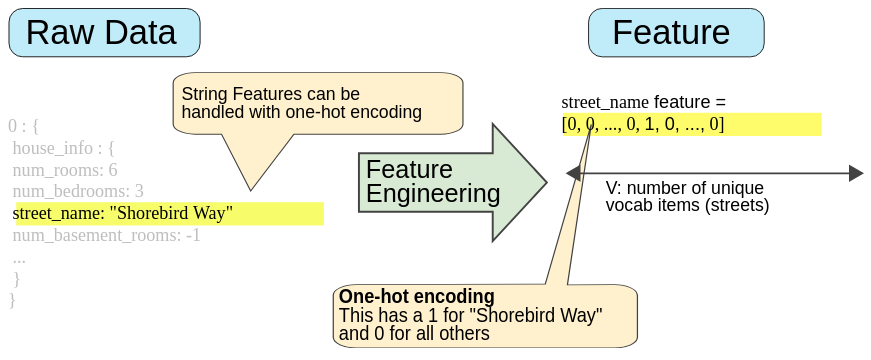 Raw Data
Feature
String Features can be
handled with one-hot encoding
0 : {
house_info : {
num_rooms: 6
num_bedrooms: 3
street_name: "Shorebird Way"
num_basement_rooms: -1
...
}
}
Feature
Engineering
street_name feature =
[0, 0, ..., 0, 1, 0, ..., 0]
V: number of unique
vocab items (streets)
One-hot encoding
This has a 1 for "Shorebird Way"
and 0 for all others